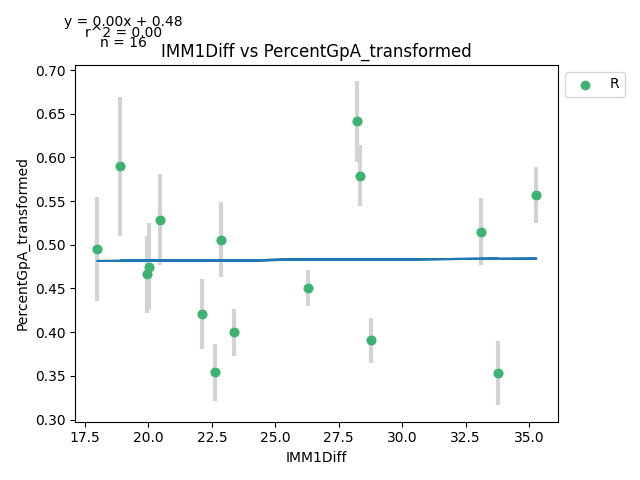 y = 0.00x + 0.48
r^2 = 0.00
n = 16
IMM1Diff vs PercentGpA_transformed
R
PercentGpA_transformed
0.70
0.65
0.60
0.55
0.50
0.45
0.40
0.35
0.30
17.5 20.0 22.5 25.0 27.5 30.0 32.5 35.0
IMM1Diff